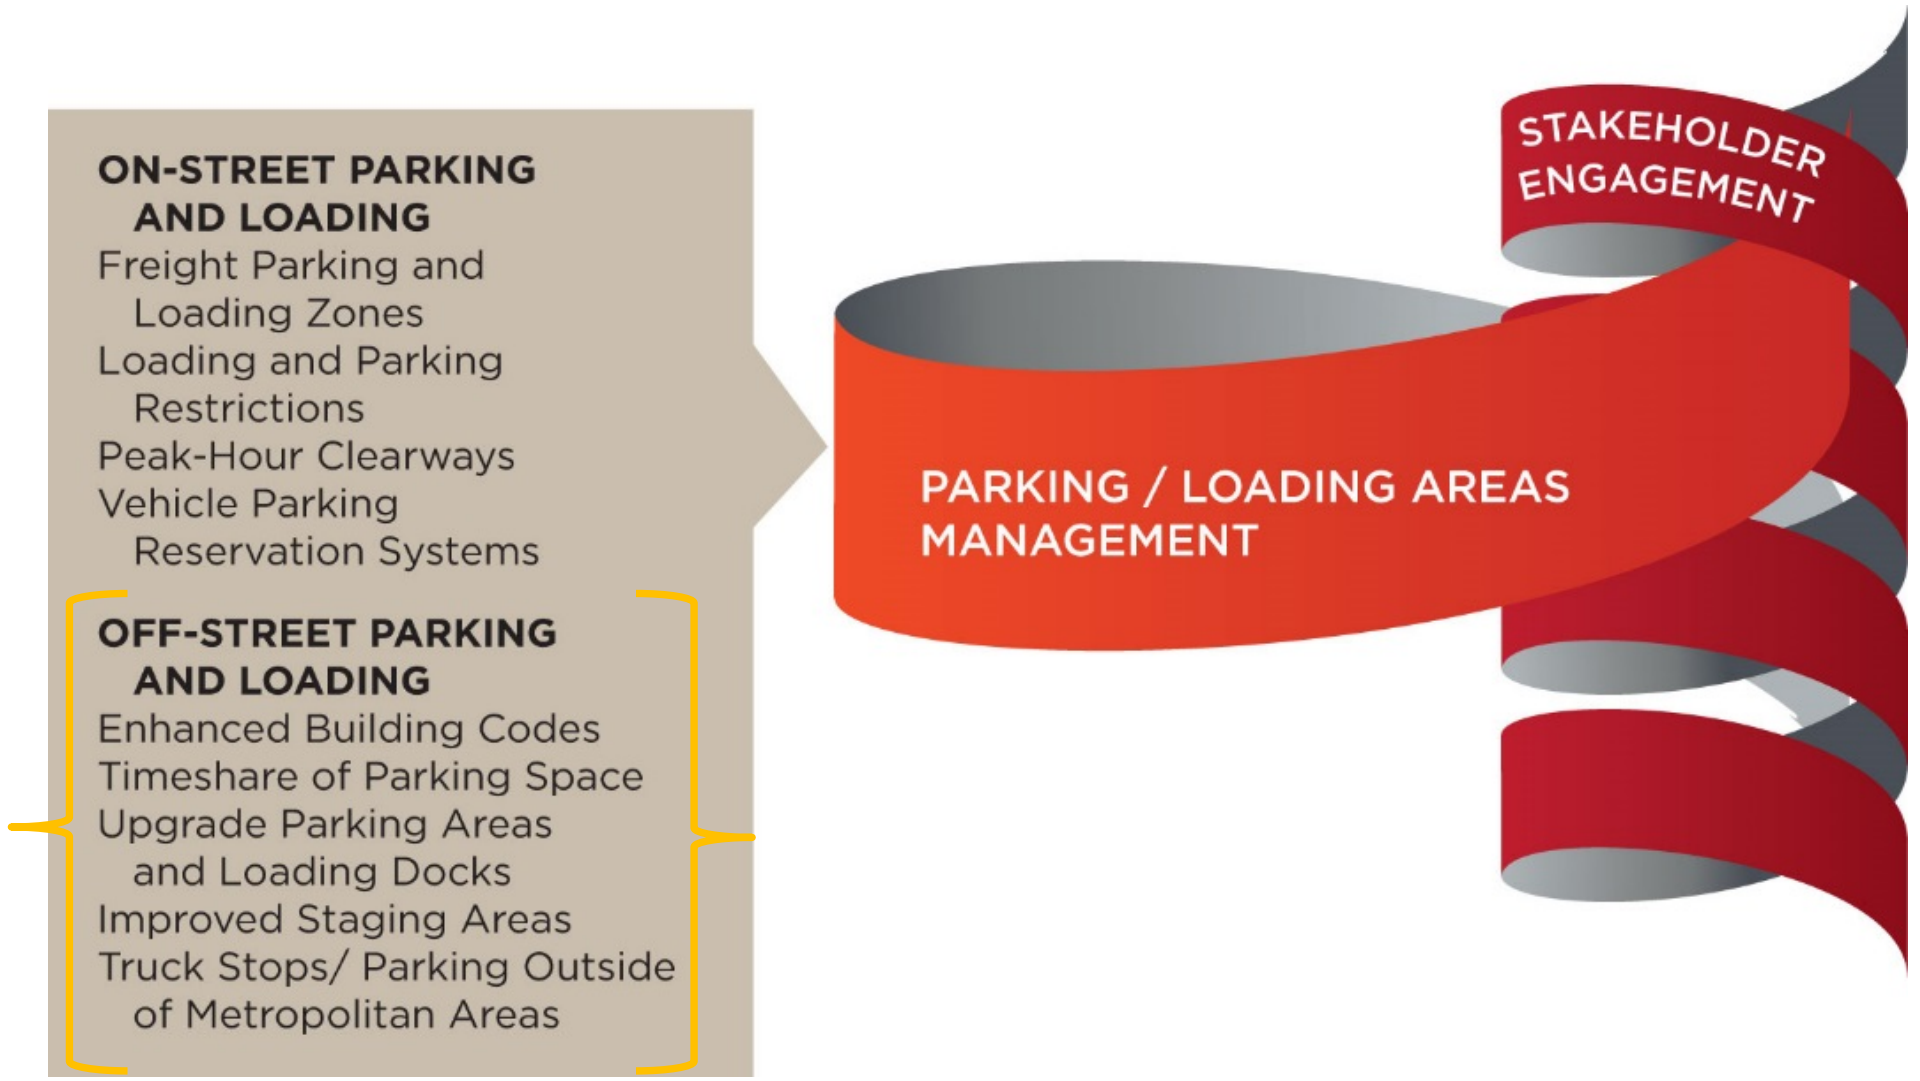 ON-STREET PARKING
AND LOADING
Freight Parking and
Loading Zones
Loading and Parking
Restrictions
Peak-Hour Clearways
Vehicle Parking
Reservation Systems
OFF-STREET PARKING
AND LOADING
Enhanced Building Codes
Timeshare of Parking Space
Upgrade Parking Areas
and Loading Docks
Improved Staging Areas
Truck Stops/ Parking Outside
of Metropolitan Areas
PARKING / LOADING AREAS
MANAGEMENT
STAKEHOLDER
ENGAGEMENT